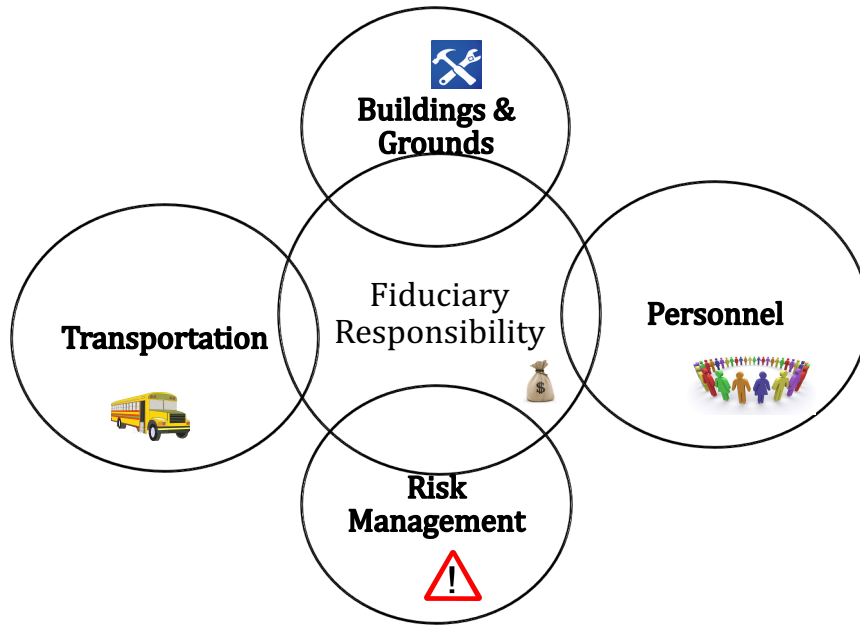 Buildings &
Grounds
Fiduciary
Responsibility
Transportation
Personnel
$
Risk
Management
!